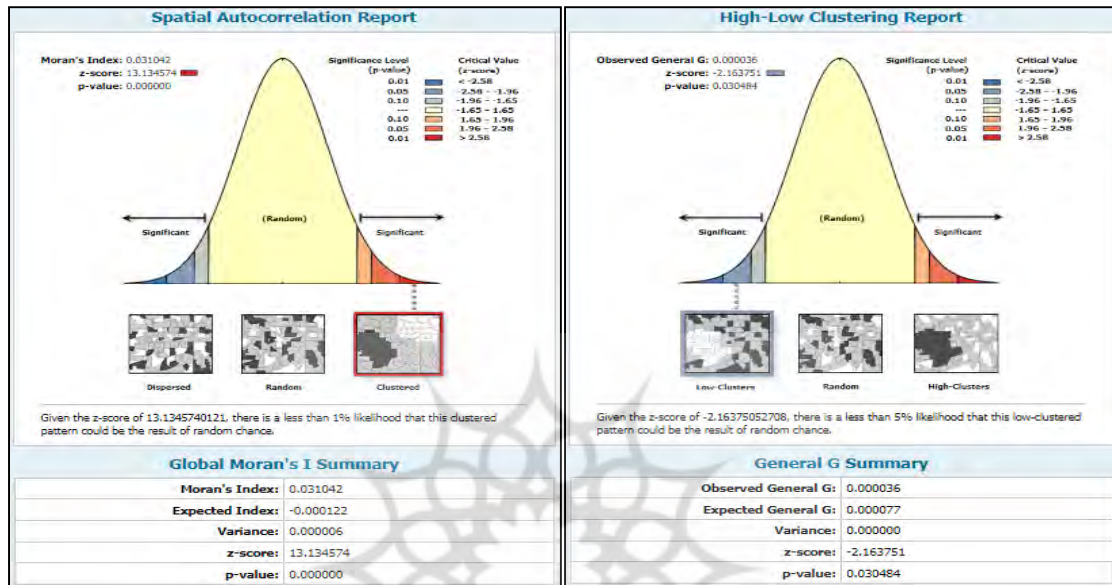 Spatial Autocorrelation Report
Moran's Index: 0.031042
z-score: 13.134574
p-value: 0.000000
Significance Level
(p-value)
Critical Value
(z-score)
0.01 < -2.58
0.05 -2.58 - -1.96
0.10 -1.96 - -1.65
--- -1.65 - 1.65
0.10 1.65 - 1.96
0.05 1.96 - 2.58
0.01 > 2.58
(Random)
Significant
Significant
Dispersed
Random
Clustered
Given the z-score of 13.1345740121, there is a less than 1% likelihood that this clustered
pattern could be the result of random chance.
Global Moran's I Summary
Moran's Index: 0.031042
Expected Index: -0.000122
Variance: 0.000006
z-score: 13.134574
p-value: 0.000000
High-Low Clustering Report
Observed General G: 0.000036
z-score: -2.163751
p-value: 0.030484
Significance Level
(p-value)
Critical Value
(z-score)
0.01 < -2.58
0.05 -2.58 - -1.96
0.10 -1.96 - -1.65
--- -1.65 - 1.65
0.10 1.65 - 1.96
0.05 1.96 - 2.58
0.01 > 2.58
(Random)
Significant
Significant
Low-Clusters
Random
High-Clusters
Given the z-score of -2.16375052708, there is a less than 5% likelihood that this low-clustered
pattern could be the result of random chance.
General G Summary
Observed General G: 0.000036
Expected General G: 0.000077
Variance: 0.000000
z-score: -2.163751
p-value: 0.030484